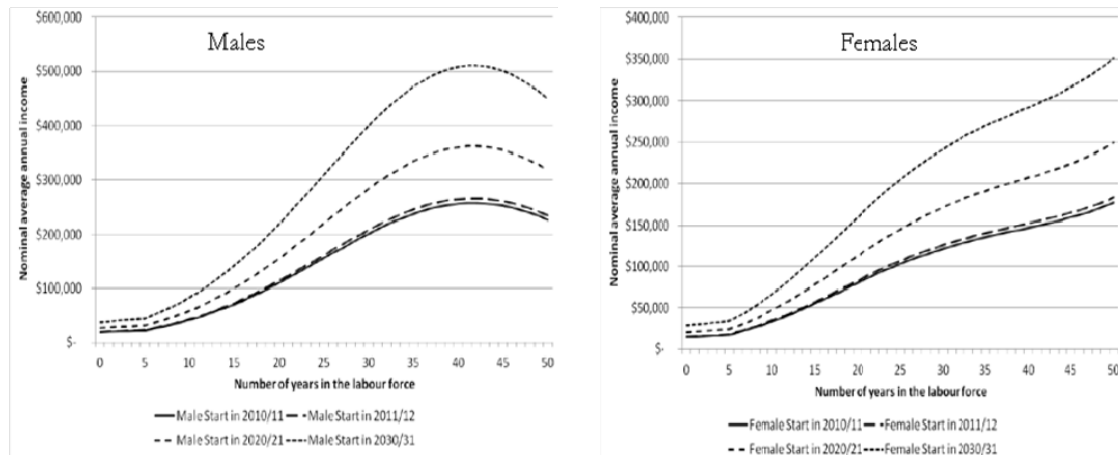 Males
Nominal average annual income
$600,000
$500,000
$400,000
$300,000
$200,000
$100,000
$-
0 5 10 15 20 25 30 35 40 45 50
Number of years in the labour force
Male Start in 2010/11 Male Start in 2011/12
Male Start in 2020/21 Male Start in 2030/31
Females
Nominal average annual income
$400,000
$350,000
$300,000
$250,000
$200,000
$150,000
$100,000
$50,000
$-
0 5 10 15 20 25 30 35 40 45 50
Number of years in the labour force
Female Start in 2010/11 Female Start in 2011/12
Female Start in 2020/21 Female Start in 2030/31